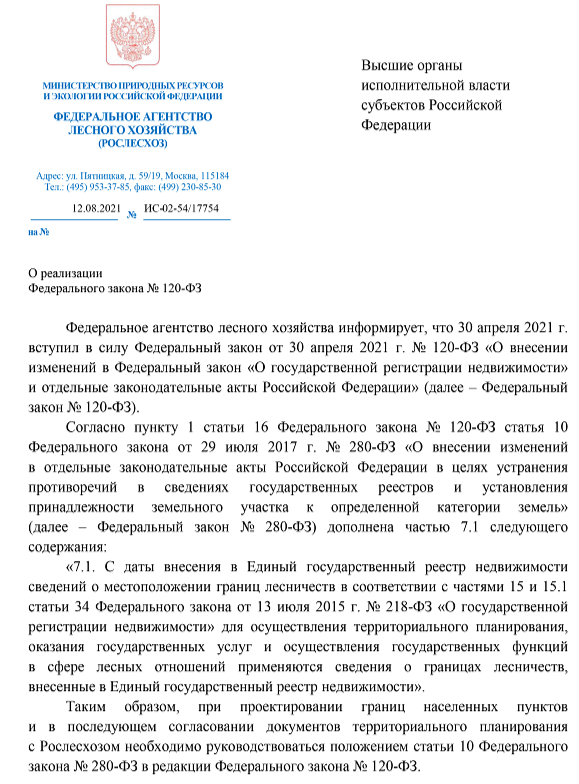 МИНИСТЕРСТВО ПРИРОДНЫХ РЕСУРСОВ
И ЭКОЛОГИИ РОССИЙСКОЙ ФЕДЕРАЦИИ
ФЕДЕРАЛЬНОЕ АГЕНТСТВО
ЛЕСНОГО ХОЗЯЙСТВА
(РОСЛЕСХОЗ)
Адрес: ул. Пятницкая, д. 59/19, Москва, 115184
Тел.: (495) 953-37-85, факс: (499) 230-85-30
12.08.2021 № ИС-02-54/17754
на №
Высшие органы
исполнительной власти
субъектов Российской
Федерации
О реализации
Федерального закона № 120-ФЗ
Федеральное агентство лесного хозяйства информирует, что 30 апреля 2021 г.
вступил в силу Федеральный закон от 30 апреля 2021 г. № 120-ФЗ «О внесении
изменений в Федеральный закон «О государственной регистрации недвижимости»
и отдельные законодательные акты Российской Федерации» (далее – Федеральный
закон № 120-ФЗ).
Согласно пункту 1 статьи 16 Федерального закона № 120-ФЗ статья 10
Федерального закона от 29 июля 2017 г. № 280-ФЗ «О внесении изменений
в отдельные законодательные акты Российской Федерации в целях устранения
противоречий в сведениях государственных реестров и установления
принадлежности земельного участка к определенной категории земель»
(далее – Федеральный закон № 280-ФЗ) дополнена частью 7.1 следующего
содержания:
«7.1. С даты внесения в Единый государственный реестр недвижимости
сведений о местоположении границ лесничеств в соответствии с частями 15 и 15.1
статьи 34 Федерального закона от 13 июля 2015 г. № 218-ФЗ «О государственной
регистрации недвижимости» для осуществления территориального планирования,
оказания государственных услуг и осуществления государственных функций
в сфере лесных отношений применяются сведения о границах лесничеств,
внесенные в Единый государственный реестр недвижимости».
Таким образом, при проектировании границ населенных пунктов
и в последующем согласовании документов территориального планирования
с Рослесхозом необходимо руководствоваться положением статьи 10 Федерального
закона № 280-ФЗ в редакции Федерального закона № 120-ФЗ.